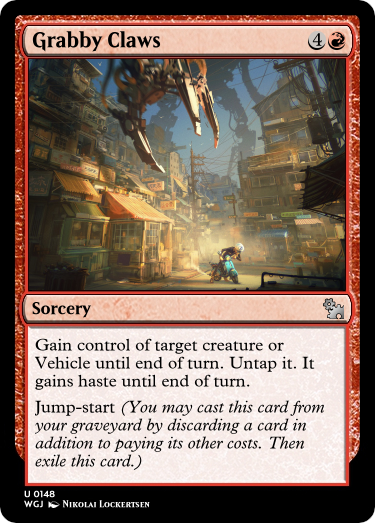 Grabby Claws 4
Sorcery
Gain control of target creature or
Vehicle until end of turn. Untap it. It
gains haste until end of turn.
Jump-start (You may cast this card from
your graveyard by discarding a card in
addition to paying its other costs. Then
exile this card.)
U 0148
WGJ Nikolai Lockertsen